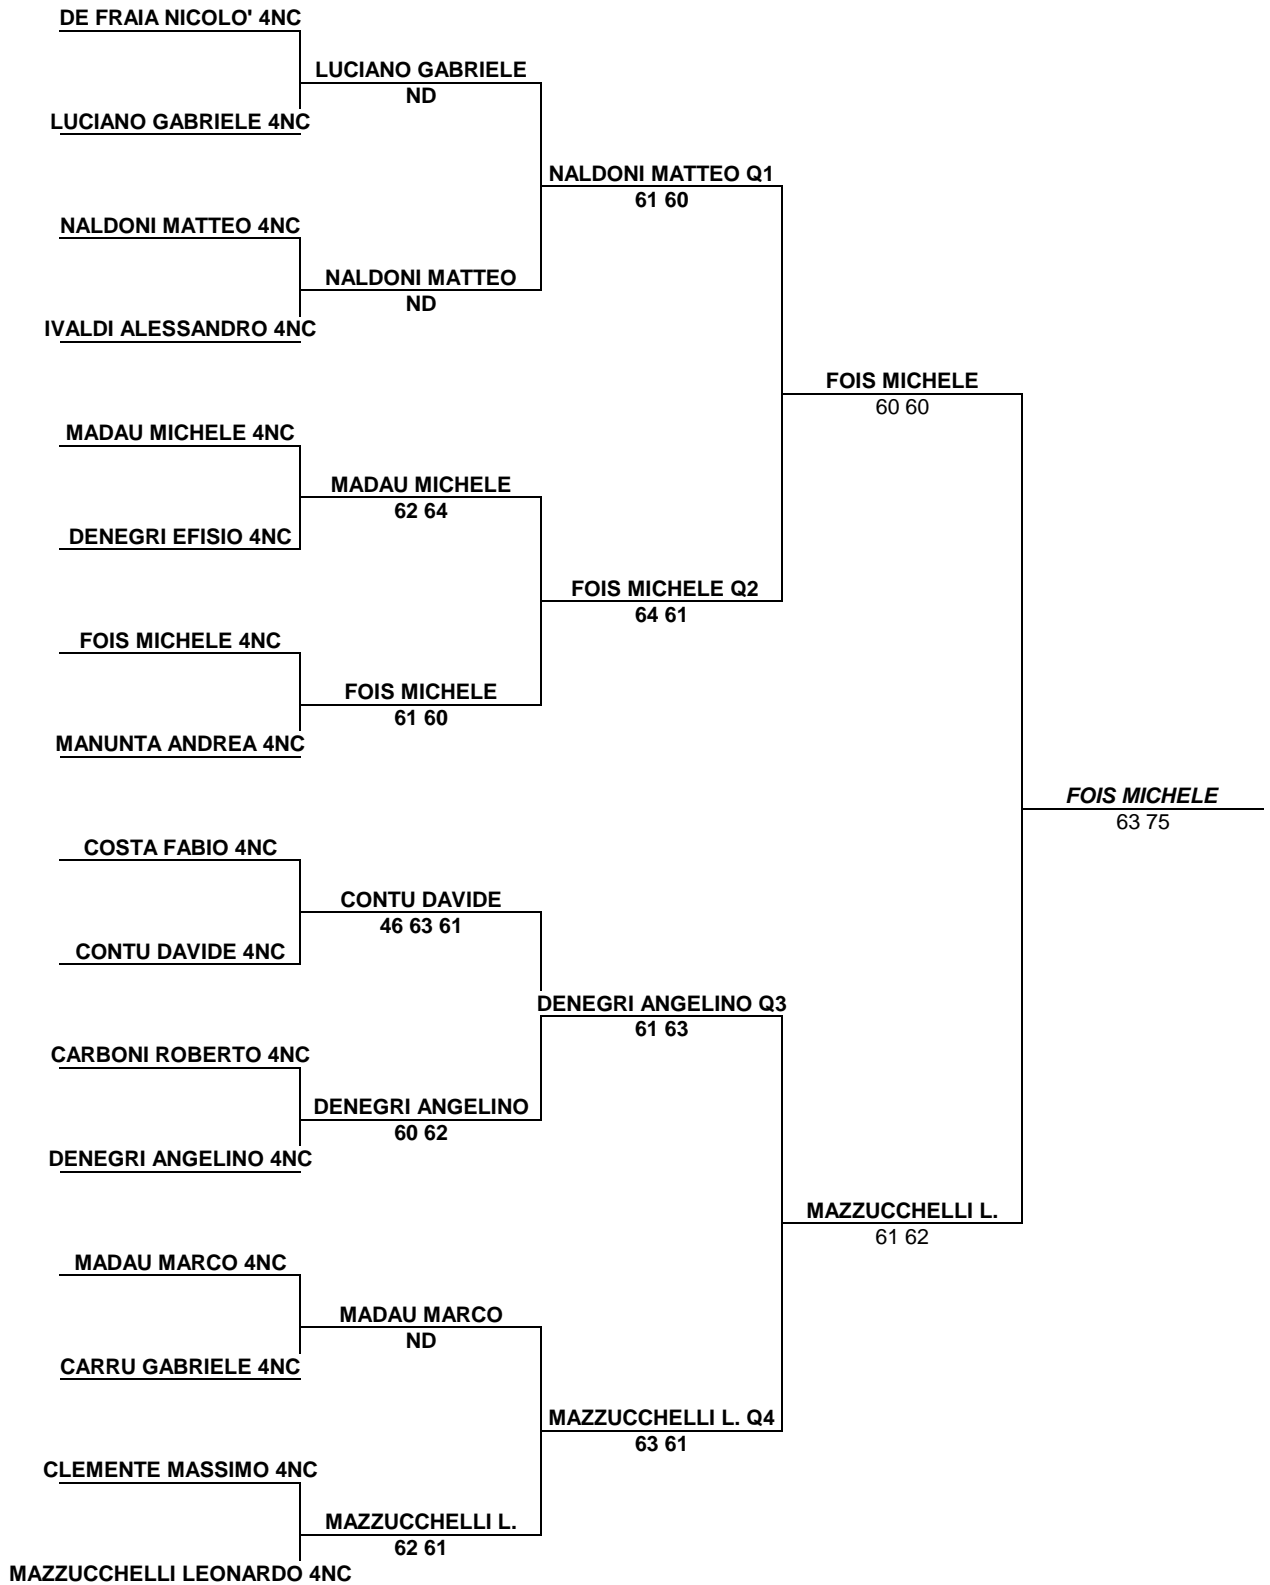 DE FRAIA NICOLO' 4NC
LUCIANO GABRIELE
ND
LUCIANO GABRIELE 4NC
NALDONI MATTEO Q1
61 60
NALDONI MATTEO 4NC
NALDONI MATTEO
ND
IVALDI ALESSANDRO 4NC
FOIS MICHELE
60 60
MADAU MICHELE 4NC
MADAU MICHELE
62 64
DENEGRI EFISIO 4NC
FOIS MICHELE Q2
64 61
FOIS MICHELE 4NC
FOIS MICHELE
61 60
MANUNTA ANDREA 4NC
FOIS MICHELE
63 75
COSTA FABIO 4NC
CONTU DAVIDE
46 63 61
CONTU DAVIDE 4NC
DENEGRI ANGELINO Q3
61 63
CARBONI ROBERTO 4NC
DENEGRI ANGELINO
60 62
DENEGRI ANGELINO 4NC
MAZZUCCHELLI L.
61 62
MADAU MARCO 4NC
MADAU MARCO
ND
CARRU GABRIELE 4NC
MAZZUCCHELLI L. Q4
63 61
CLEMENTE MASSIMO 4NC
MAZZUCCHELLI L.
62 61
MAZZUCCHELLI LEONARDO 4NC